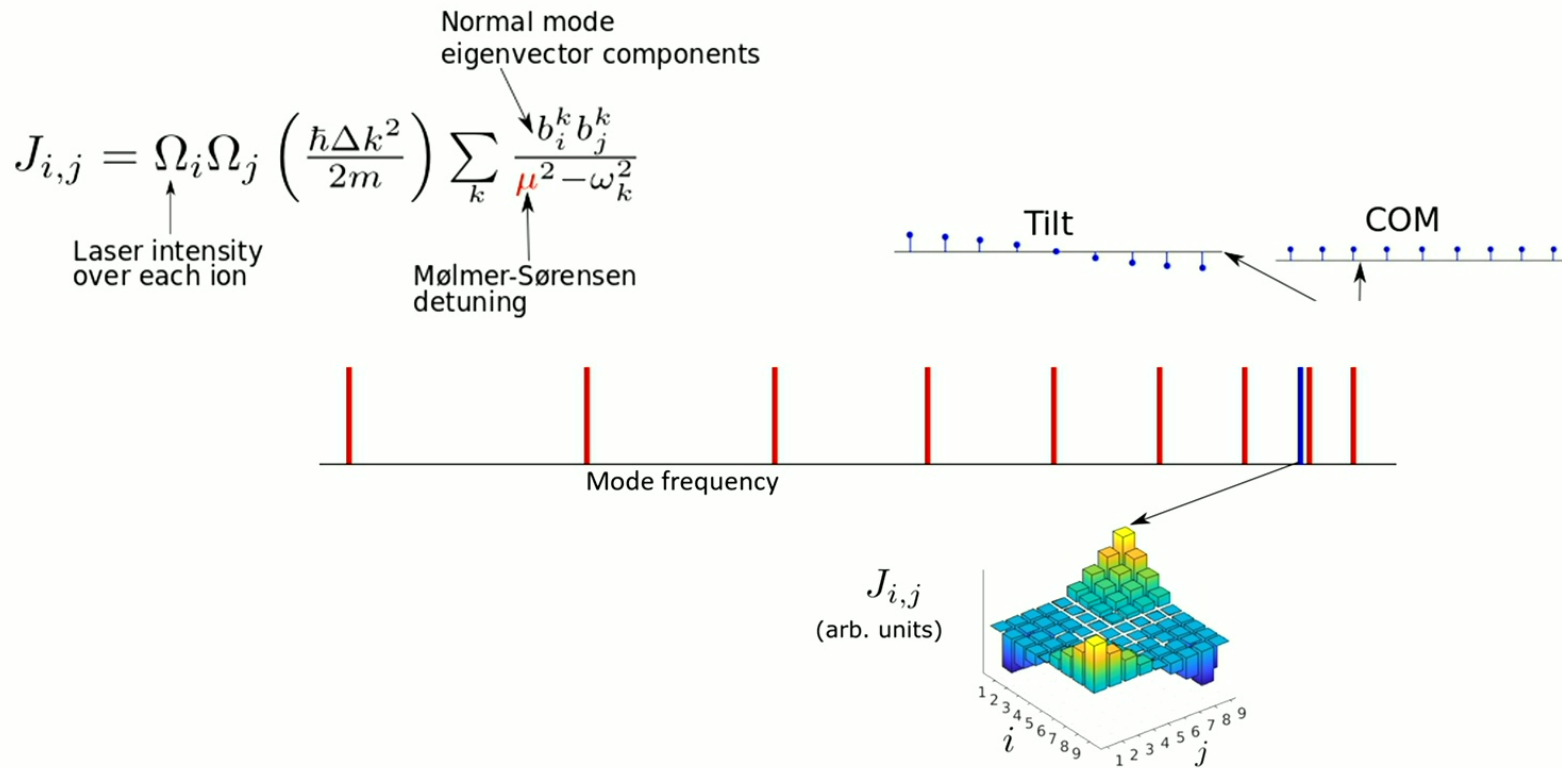 Normal mode
eigenvector components
J_{i,j} = Ω_iΩ_j (ħΔk²/2m) ∑_k b_i^k b_j^k / μ² − ω_k²
Laser intensity
over each ion
Mølmer-Sørensen
detuning
Tilt
COM
Mode frequency
J_{i,j}
(arb. units)
1 2 3 4 5 6 7 8 9
i
1 2 3 4 5 6 7 8 9
j